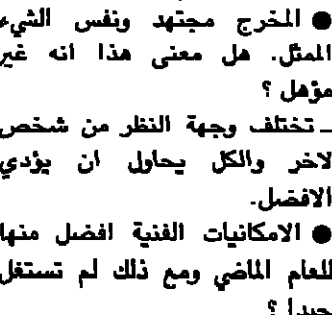 ● المخرج مجتهد ونفس الشيء
الممثل. هل معنى هذا انه غير
مؤهل ؟
ـ تختلف وجهة النظر من شخص
لاخر والكل يحاول ان يؤدي
الافضل.
● الامكانيات الفنية افضل منها
للعام الماضي ومع ذلك لم تستغل
جيدا ؟